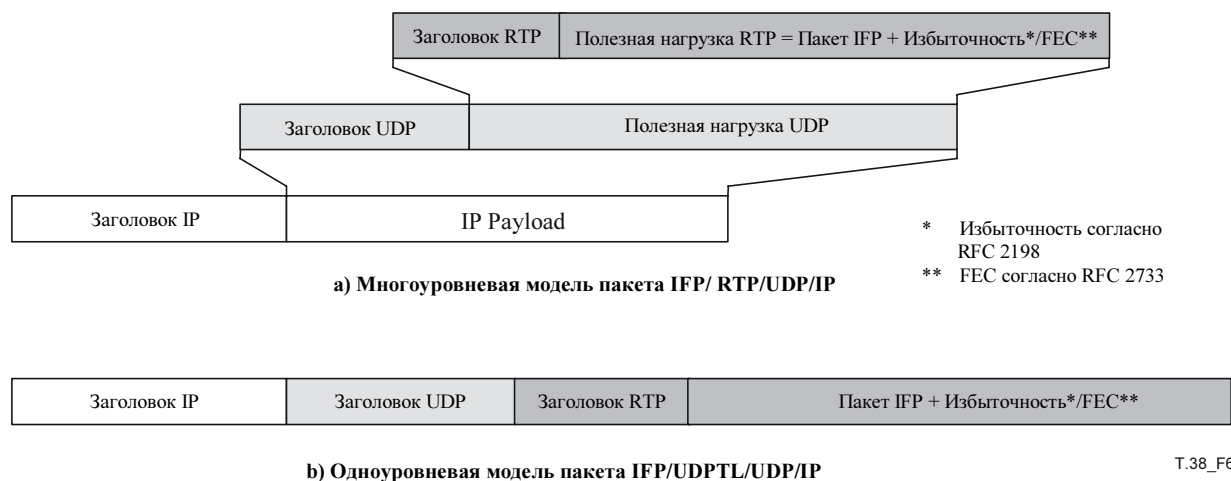 Заголовок RTP
Полезная нагрузка RTP = Пакет IFP + Избыточность*/FEC**
Заголовок UDP
Полезная нагрузка UDP
Заголовок IP
IP Payload
* Избыточность согласно
RFC 2198
** FEC согласно RFC 2733
a) Многоуровневая модель пакета IFP/ RTP/UDP/IP
Заголовок IP
Заголовок UDP
Заголовок RTP
Пакет IFP + Избыточность*/FEC**
b) Одноуровневая модель пакета IFP/UDPTL/UDP/IP
T.38_F6